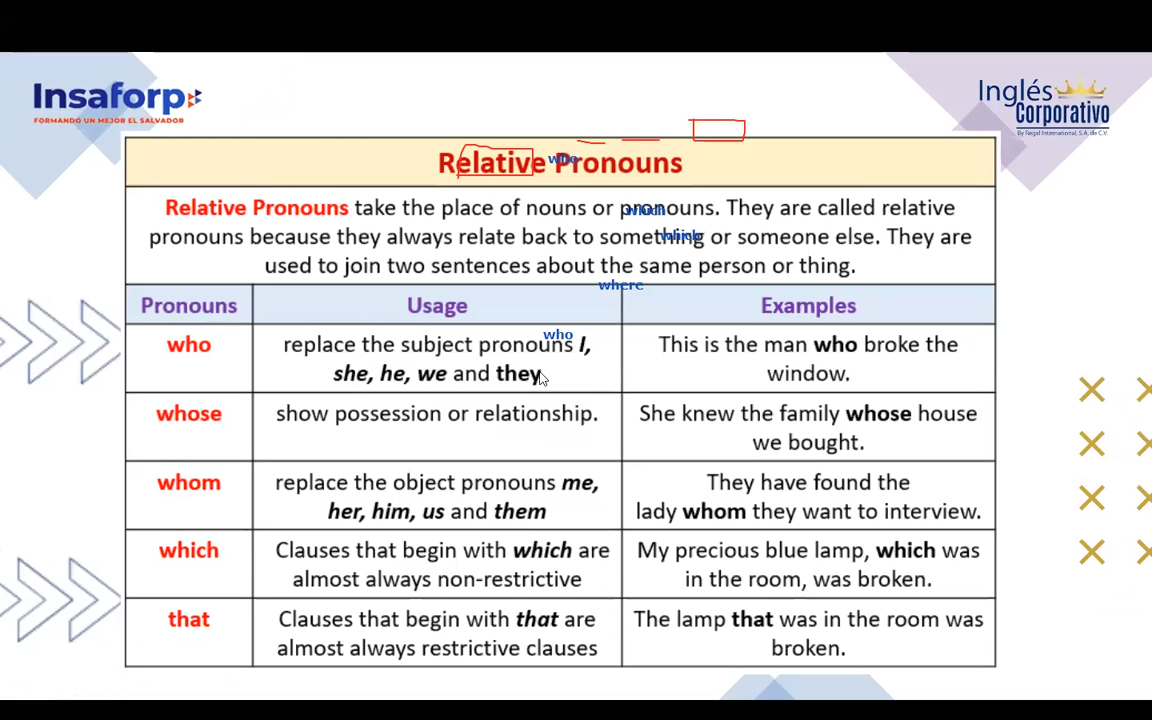 Insaforp
FORMANDO UN MEJOR EL SALVADOR
Inglés
Corporativo
By Regal International, S.A. de C.V.
Relative Pronouns
who
Relative Pronouns take the place of nouns or pronouns. They are called relative
which
pronouns because they always relate back to something or someone else. They are
which
used to join two sentences about the same person or thing.
where
Pronouns Usage Examples
who
who replace the subject pronouns I, This is the man who broke the
she, he, we and they window.
whose show possession or relationship. She knew the family whose house
we bought.
whom replace the object pronouns me, They have found the
her, him, us and them lady whom they want to interview.
which Clauses that begin with which are My precious blue lamp, which was
almost always non-restrictive in the room, was broken.
that Clauses that begin with that are The lamp that was in the room was
almost always restrictive clauses broken.